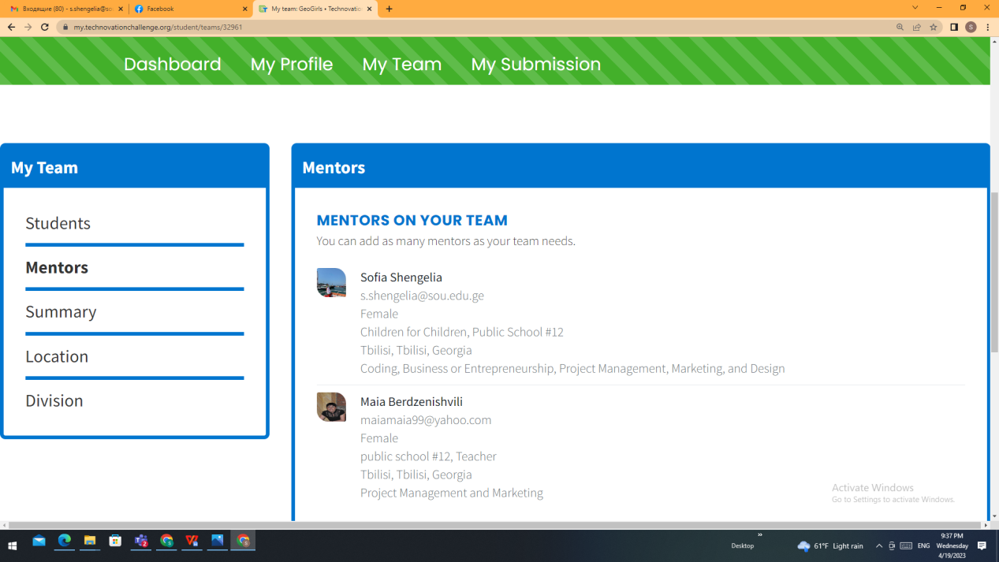 Входящие (80) - s.shengelia@so
Facebook
My team: GeoGirls • Technovatio
my.technovationchallenge.org/student/teams/32961
S
Dashboard My Profile My Team My Submission
My Team
Students
Mentors
Summary
Location
Division
Mentors
MENTORS ON YOUR TEAM
You can add as many mentors as your team needs.
Sofia Shengelia
s.shengelia@sou.edu.ge
Female
Children for Children, Public School #12
Tbilisi, Tbilisi, Georgia
Coding, Business or Entrepreneurship, Project Management, Marketing, and Design
Maia Berdzenishvili
maiamaia99@yahoo.com
Female
public school #12, Teacher
Tbilisi, Tbilisi, Georgia
Project Management and Marketing
Activate Windows
Go to Settings to activate Windows.
Desktop
61°F Light rain
ENG
9:37 PM
Wednesday
4/19/2023